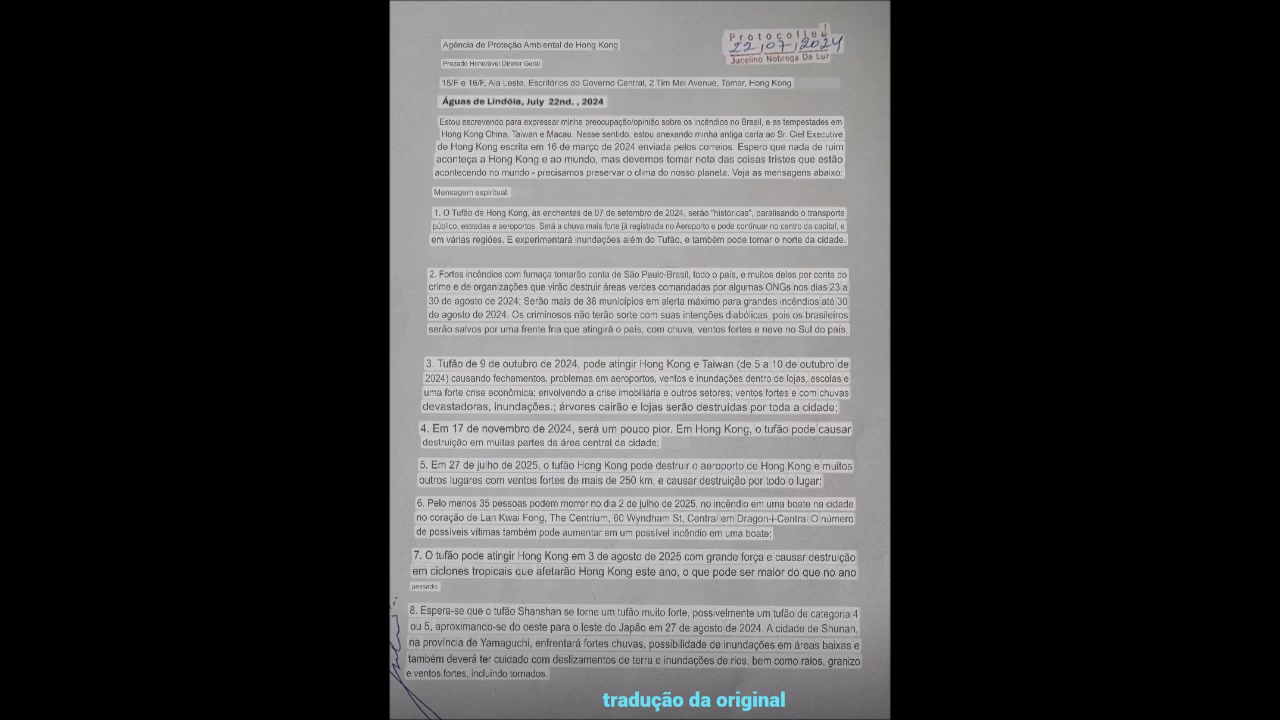 Protocolled
22/07/2024
Jucelino Nobrega Da Luz
Agência de Proteção Ambiental de Hong Kong
Prezado Honorável Diretor Geral
15/F e 16/F, Ala Leste, Escritórios do Governo Central, 2 Tim Mei Avenue, Tamar, Hong Kong
Águas de Lindóia, July 22nd. , 2024
Estou escrevendo para expressar minha preocupação/opinião sobre os incêndios no Brasil, e as tempestades em
Hong Kong China, Taiwan e Macau. Nesse sentido, estou anexando minha antiga carta ao Sr. Ciel Executive
de Hong Kong escrita em 16 de março de 2024 enviada pelos correios. Espero que nada de ruim
aconteça a Hong Kong e ao mundo, mas devemos tomar nota das coisas tristes que estão
acontecendo no mundo - precisamos preservar o clima do nosso planeta. Veja as mensagens abaixo:
Mensagem espiritual.
1. O Tufão de Hong Kong, as enchentes de 07 de setembro de 2024, serão "históricas", paralisando o transporte
público, estradas e aeroportos. Será a chuva mais forte já registrada no Aeroporto e pode continuar no centro da capital, e
em várias regiões. E experimentará inundações além do Tufão, e também pode tomar o norte da cidade.
2. Fortes incêndios com fumaça tomarão conta de São Paulo-Brasil, todo o país, e muitos deles por conta do
crime e de organizações que virão destruir áreas verdes comandadas por algumas ONGs nos dias 23 a
30 de agosto de 2024; Serão mais de 36 municípios em alerta máximo para grandes incêndios até 30
de agosto de 2024. Os criminosos não terão sorte com suas intenções diabólicas, pois os brasileiros
serão salvos por uma frente fria que atingirá o país, com chuva, ventos fortes e neve no Sul do país.
3. Tufão de 9 de outubro de 2024, pode atingir Hong Kong e Taiwan (de 5 a 10 de outubro de
2024) causando fechamentos, problemas em aeroportos, ventos e inundações dentro de lojas, escolas e
uma forte crise econômica; envolvendo a crise imobiliária e outros setores; ventos fortes e com chuvas
devastadoras, inundações.; árvores cairão e lojas serão destruídas por toda a cidade;
4. Em 17 de novembro de 2024, será um pouco pior. Em Hong Kong, o tufão pode causar
destruição em muitas partes da área central da cidade;
5. Em 27 de julho de 2025, o tufão Hong Kong pode destruir o aeroporto de Hong Kong e muitos
outros lugares com ventos fortes de mais de 250 km, e causar destruição por todo o lugar;
6. Pelo menos 35 pessoas podem morrer no dia 2 de julho de 2025, no incêndio em uma boate na cidade
no coração de Lan Kwai Fong, The Centrium, 60 Wyndham St, Central em Dragon-i-Central O número
de possíveis vítimas também pode aumentar em um possível incêndio em uma boate;
7. O tufão pode atingir Hong Kong em 3 de agosto de 2025 com grande força e causar destruição
em ciclones tropicais que afetarão Hong Kong este ano, o que pode ser maior do que no ano
passado;
8. Espera-se que o tufão Shanshan se torne um tufão muito forte, possivelmente um tufão de categoria 4
ou 5, aproximando-se do oeste para o leste do Japão em 27 de agosto de 2024. A cidade de Shunan,
na província de Yamaguchi, enfrentará fortes chuvas, possibilidade de inundações em áreas baixas e
também deverá ter cuidado com deslizamentos de terra e inundações de rios, bem como raios, granizo
e ventos fortes, incluindo tornados.
tradução da original